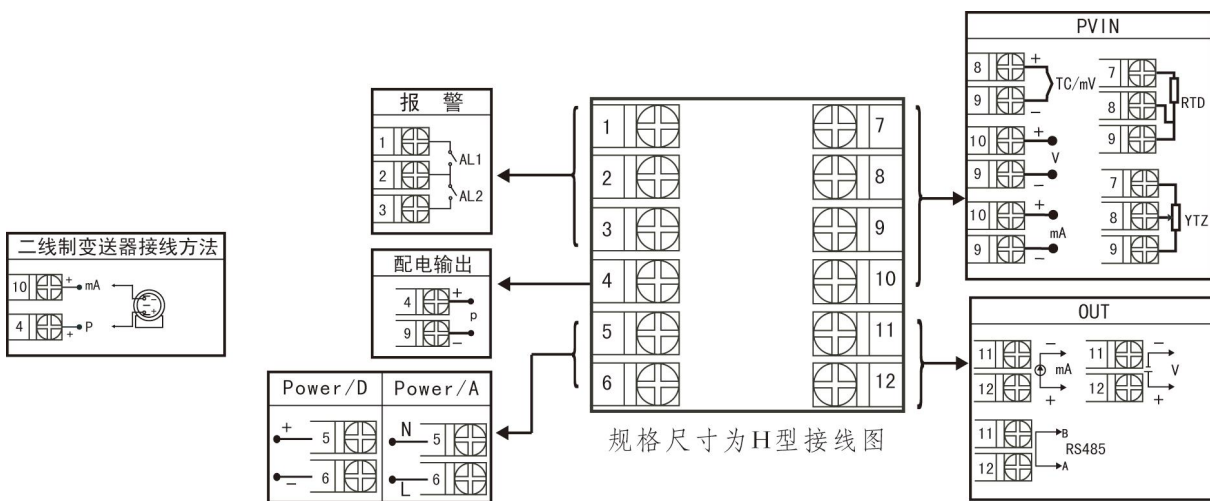 二线制变送器接线方法
10 + mA
4 + P
报 警
1
2
3
AL1
AL2
配电输出
4 + p
9 −
Power/D Power/A
+ 5 N 5
− 6 L 6
1 7
2 8
3 9
4 10
5 11
6 12
规格尺寸为H型接线图
PVIN
8 + TC/mV
9 −
10 + V
9 −
10 + mA
9 −
7
8 RTD
9
7
8 YTZ
9
OUT
11 − 11 −
mA V
12 + 12 +
11 B
RS485
12 A